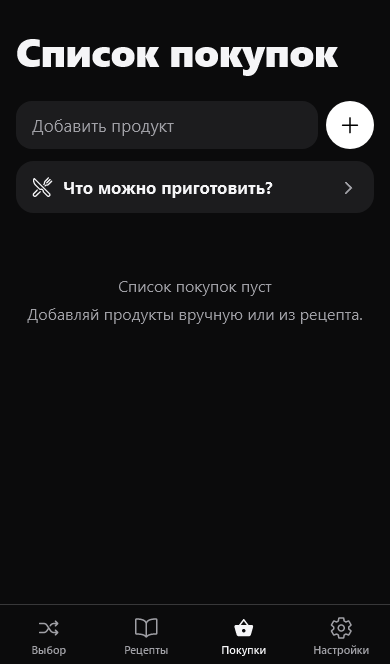 Список покупок
Добавить продукт
Что можно приготовить?
Список покупок пуст
Добавляй продукты вручную или из рецепта.
Выбор
Рецепты
Покупки
Настройки